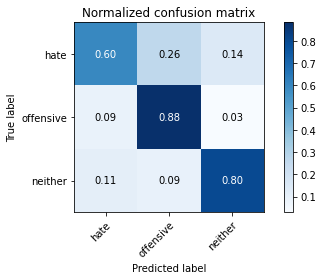 Normalized confusion matrix
True label
hate 0.60 0.26 0.14
offensive 0.09 0.88 0.03
neither 0.11 0.09 0.80
hate offensive neither
Predicted label
0.8
0.7
0.6
0.5
0.4
0.3
0.2
0.1